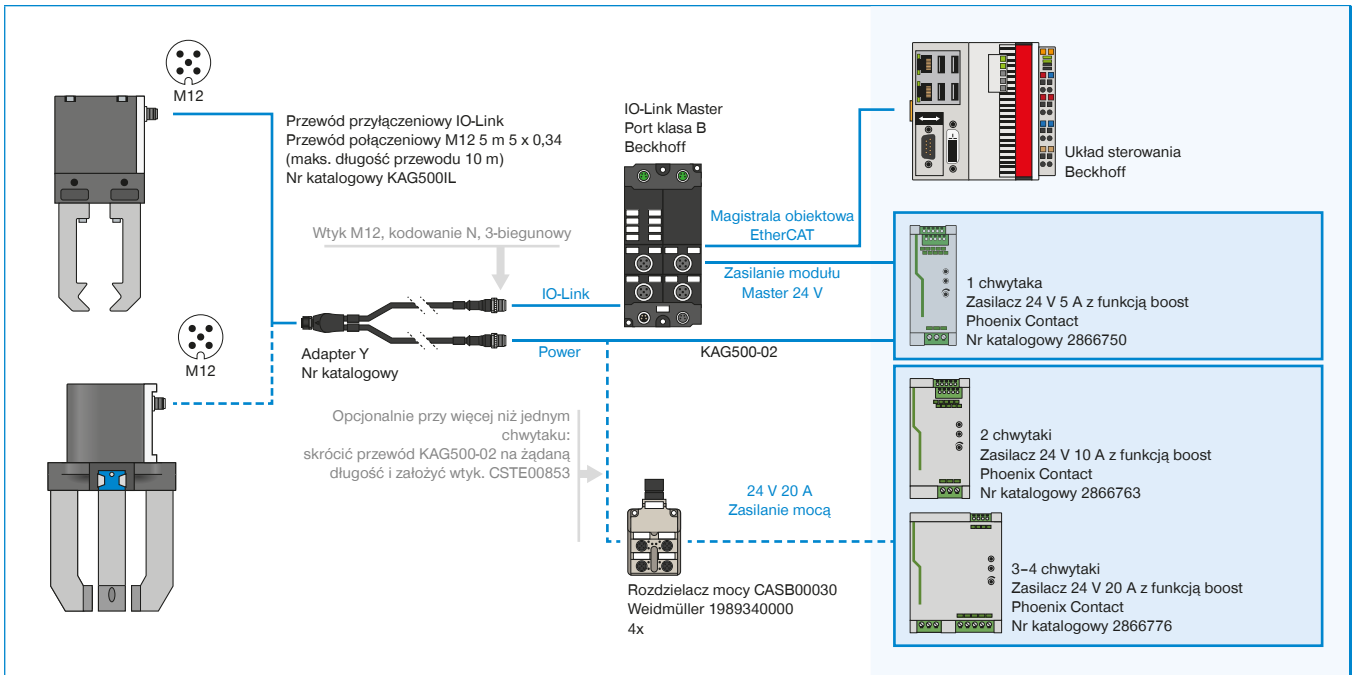 M12
Przewód przyłączeniowy IO-Link
Przewód połączeniowy M12 5 m 5 x 0,34
(maks. długość przewodu 10 m)
Nr katalogowy KAG500IL
IO-Link Master
Port klasa B
Beckhoff
Układ sterowania
Beckhoff
Magistrala obiektowa
EtherCAT
Wtyk M12, kodowanie N, 3-biegunowy
Zasilanie modułu
Master 24 V
1 chwytaka
Zasilacz 24 V 5 A z funkcją boost
Phoenix Contact
Nr katalogowy 2866750
IO-Link
M12
Adapter Y
Nr katalogowy
Power
KAG500-02
Opcjonalnie przy więcej niż jednym
chwytaku:
skrócić przewód KAG500-02 na żądaną
długość i założyć wtyk. CSTE00853
2 chwytaki
Zasilacz 24 V 10 A z funkcją boost
Phoenix Contact
Nr katalogowy 2866763
24 V 20 A
Zasilanie mocą
3–4 chwytaki
Zasilacz 24 V 20 A z funkcją boost
Phoenix Contact
Nr katalogowy 2866776
Rozdzielacz mocy CASB00030
Weidmüller 1989340000
4x